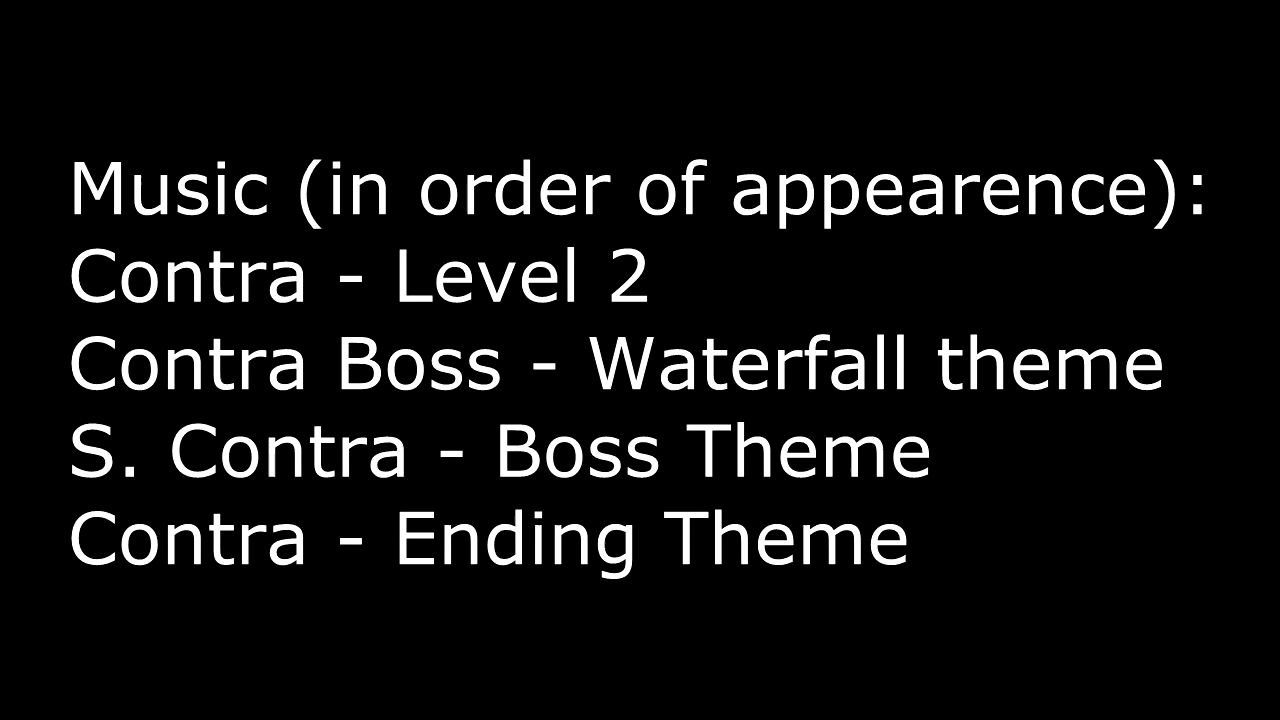 Music (in order of appearence):
Contra - Level 2
Contra Boss - Waterfall theme
S. Contra - Boss Theme
Contra - Ending Theme